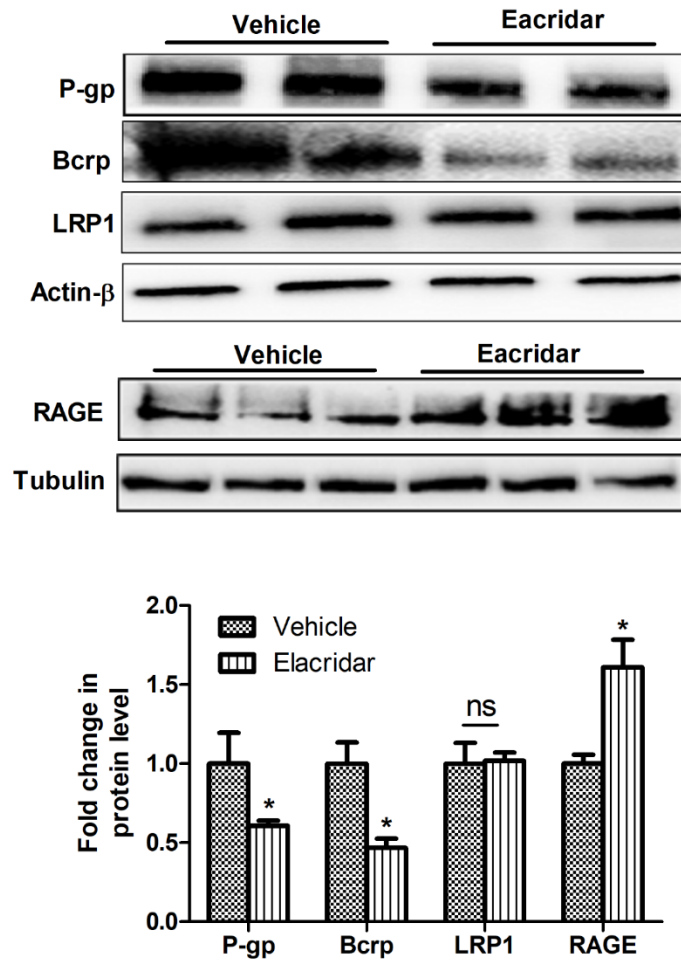 Vehicle Eacridar
P-gp
Bcrp
LRP1
Actin-β
Vehicle Eacridar
RAGE
Tubulin
2.0
1.5
1.0
0.5
0.0
Fold change in
protein level
Vehicle
Elacridar
*
*
ns
*
P-gp Bcrp LRP1 RAGE